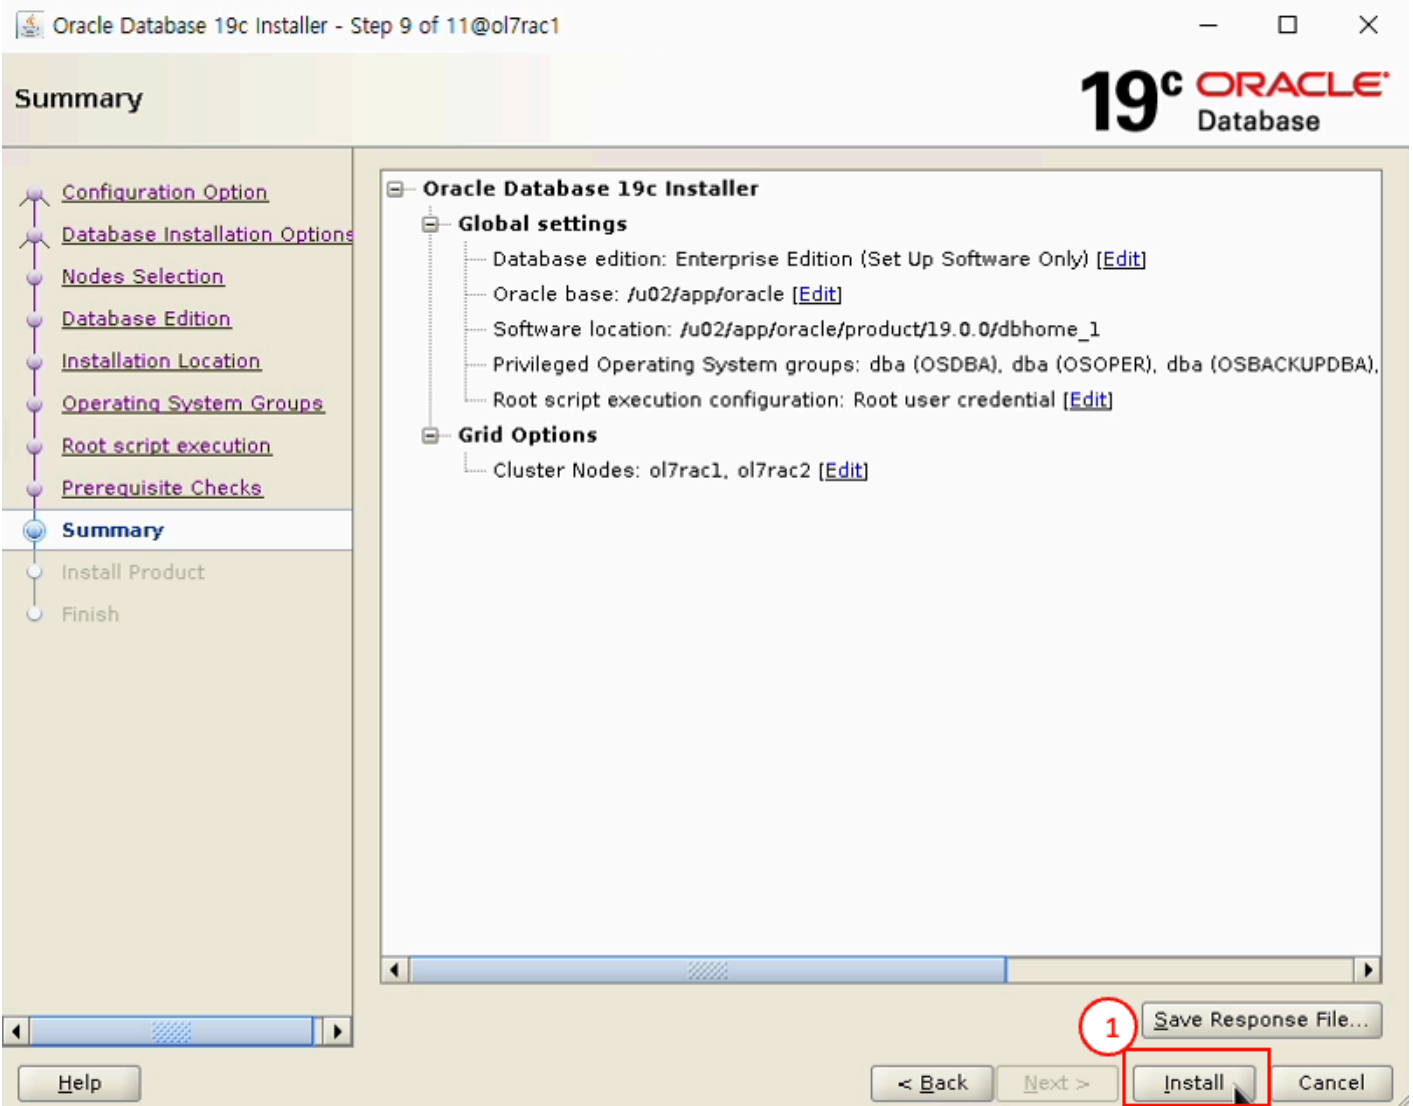 Oracle Database 19c Installer - Step 9 of 11@ol7rac1
Summary
19c ORACLE
Database
Configuration Option
Database Installation Options
Nodes Selection
Database Edition
Installation Location
Operating System Groups
Root script execution
Prerequisite Checks
Summary
Install Product
Finish
Oracle Database 19c Installer
Global settings
Database edition: Enterprise Edition (Set Up Software Only) [Edit]
Oracle base: /u02/app/oracle [Edit]
Software location: /u02/app/oracle/product/19.0.0/dbhome_1
Privileged Operating System groups: dba (OSDBA), dba (OSOPER), dba (OSBACKUPDBA),
Root script execution configuration: Root user credential [Edit]
Grid Options
Cluster Nodes: ol7rac1, ol7rac2 [Edit]
1
Save Response File...
Help
< Back
Next >
Install
Cancel